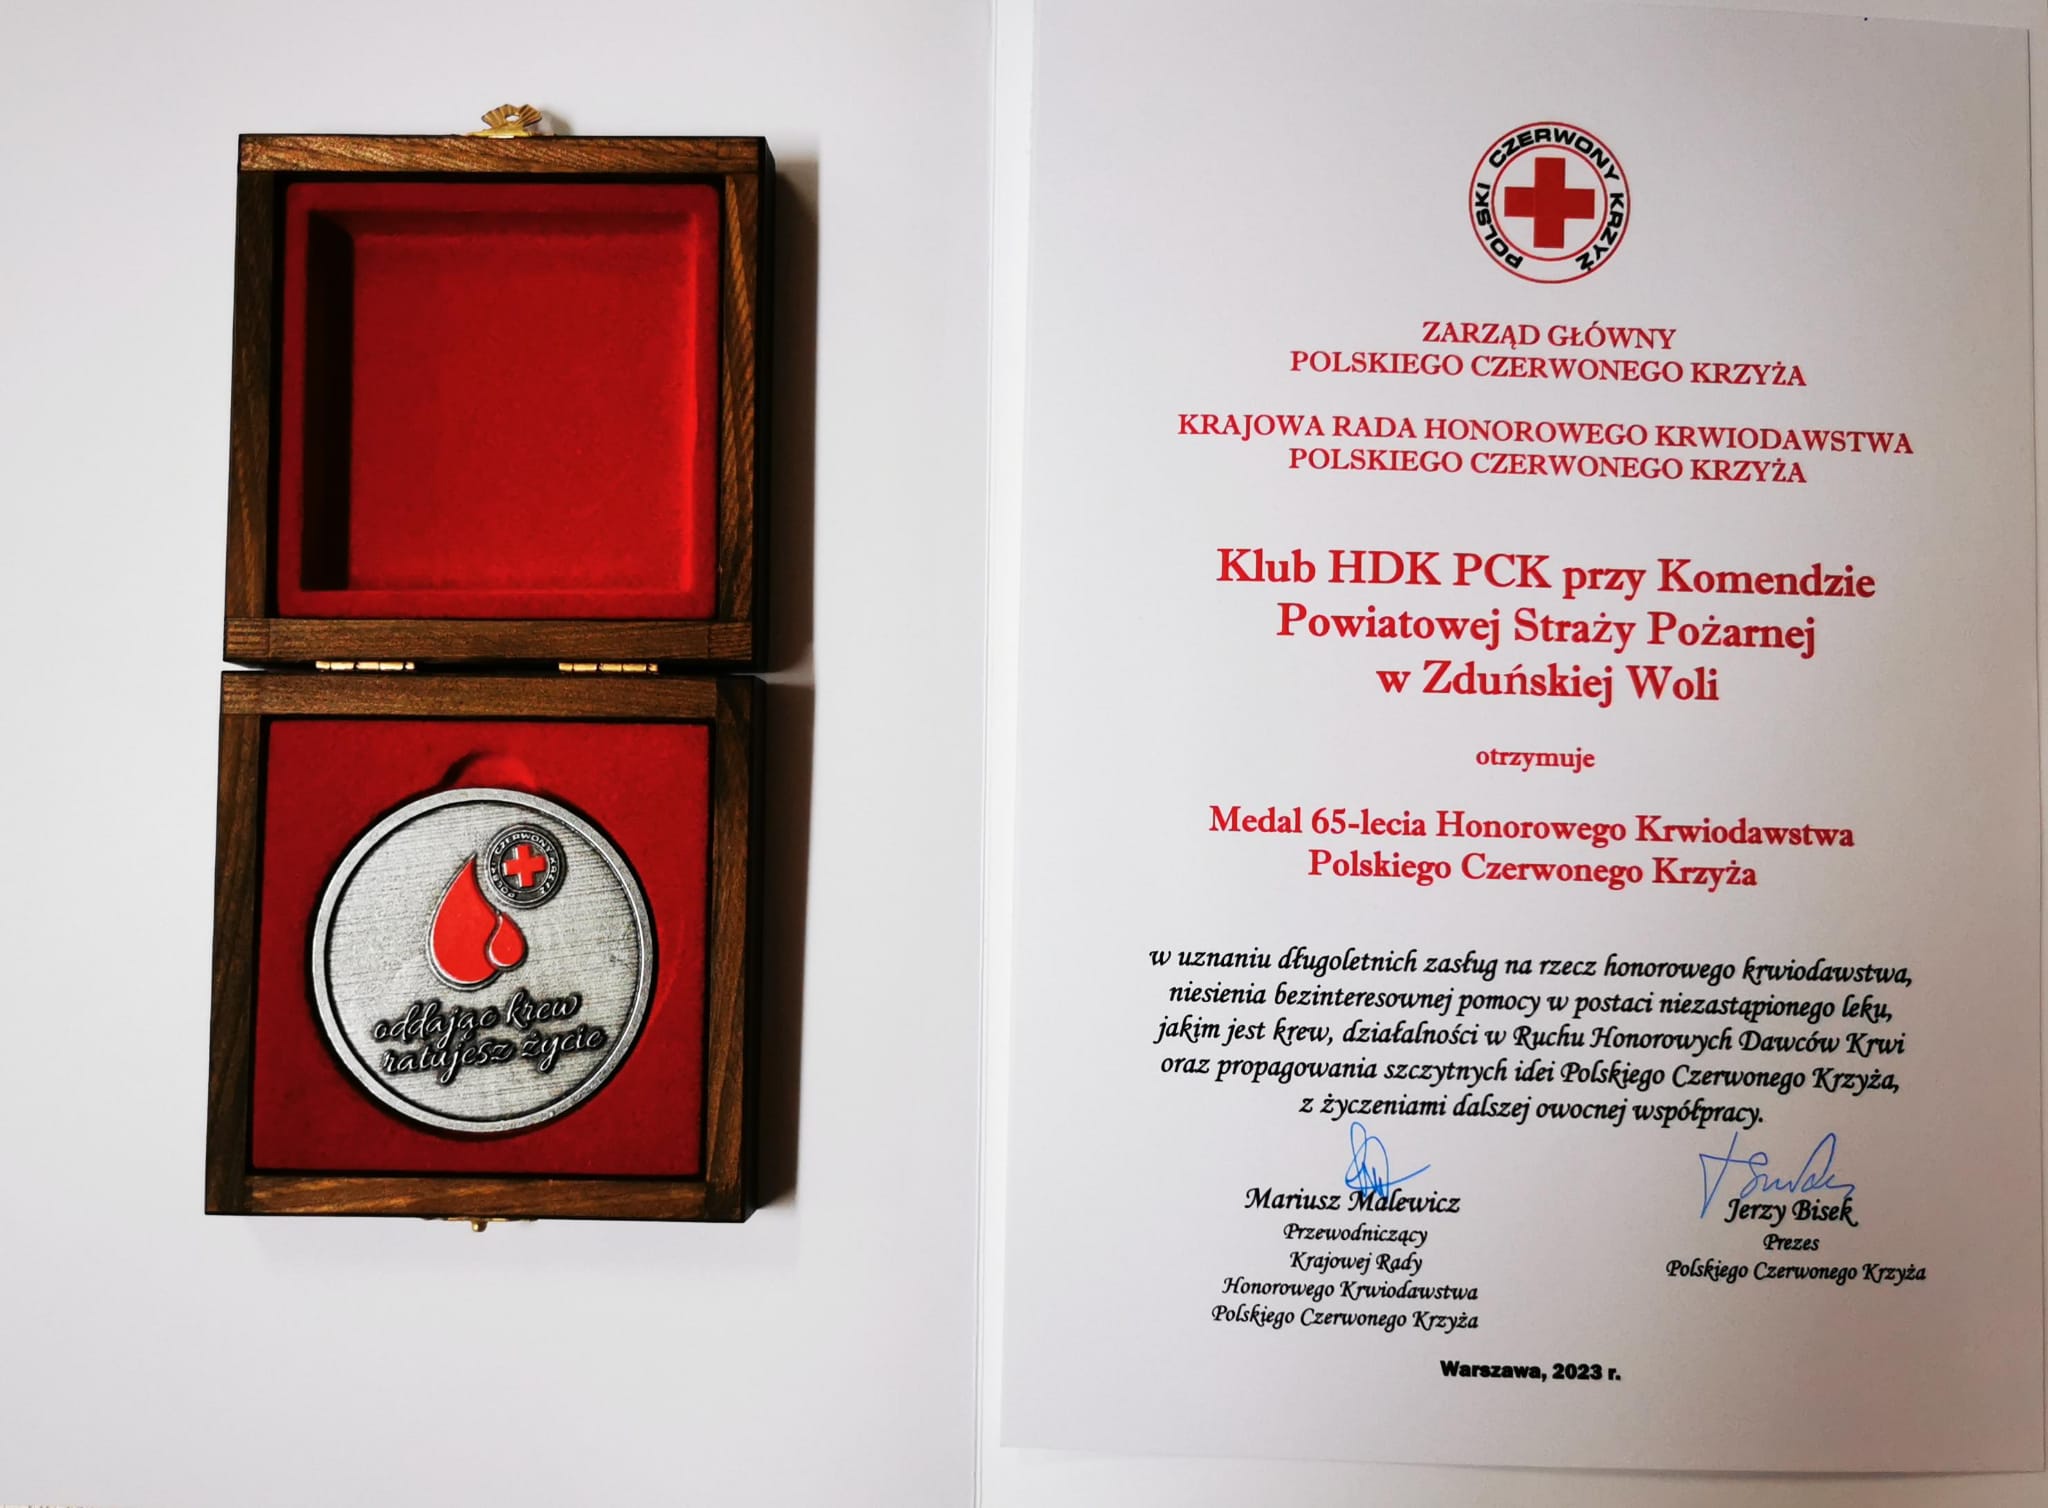 POLSKI CZERWONY KRZYŻ
oddając krew
ratujesz życie
POLSKI CZERWONY KRZYŻ
ZARZĄD GŁÓWNY
POLSKIEGO CZERWONEGO KRZYŻA
KRAJOWA RADA HONOROWEGO KRWIODAWSTWA
POLSKIEGO CZERWONEGO KRZYŻA
Klub HDK PCK przy Komendzie
Powiatowej Straży Pożarnej
w Zduńskiej Woli
otrzymuje
Medal 65-lecia Honorowego Krwiodawstwa
Polskiego Czerwonego Krzyża
w uznaniu długoletnich zasług na rzecz honorowego krwiodawstwa,
niesienia bezinteresownej pomocy w postaci niezastąpionego leku,
jakim jest krew, działalności w Ruchu Honorowych Dawców Krwi
oraz propagowania szczytnych idei Polskiego Czerwonego Krzyża,
z życzeniami dalszej owocnej współpracy.
Mariusz Malewicz
Przewodniczący
Krajowej Rady
Honorowego Krwiodawstwa
Polskiego Czerwonego Krzyża
Jerzy Bisek
Prezes
Polskiego Czerwonego Krzyża
Warszawa, 2023 r.